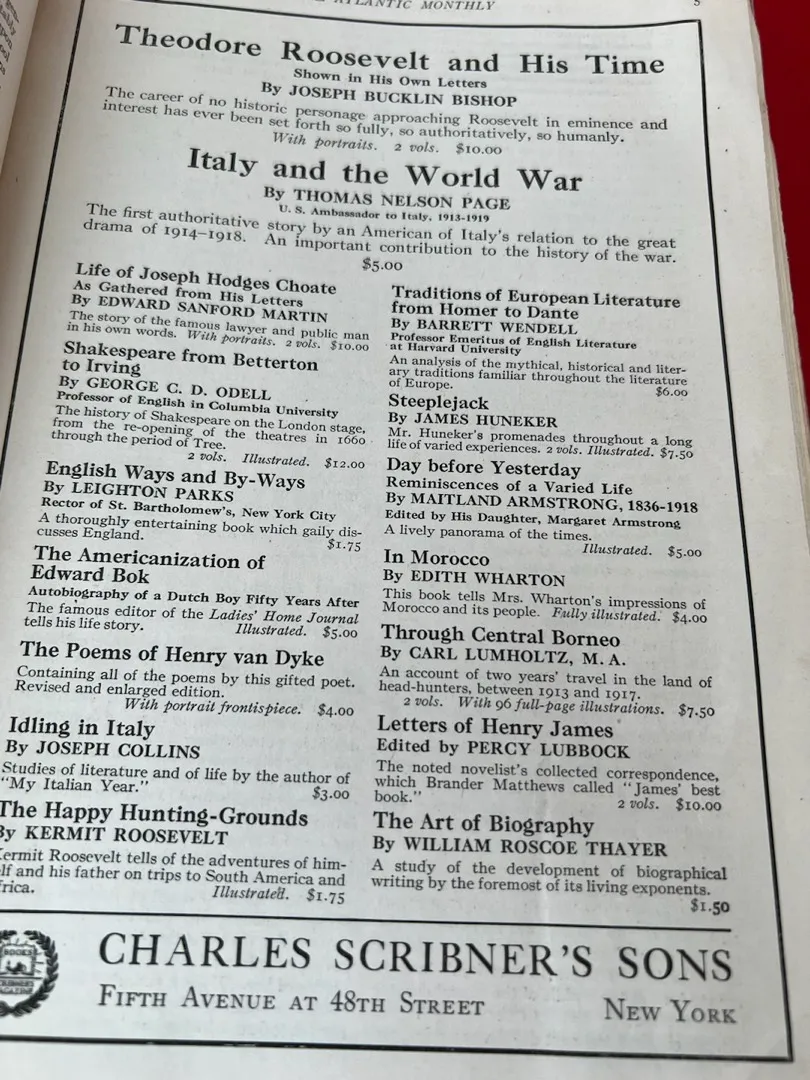 ATLANTIC MONTHLY
5
Theodore Roosevelt and His Time
Shown in His Own Letters
By JOSEPH BUCKLIN BISHOP
The career of no historic personage approaching Roosevelt in eminence and
interest has ever been set forth so fully, so authoritatively, so humanly.
With portraits. 2 vols. $10.00
Italy and the World War
By THOMAS NELSON PAGE
U. S. Ambassador to Italy, 1913-1919
The first authoritative story by an American of Italy's relation to the great
drama of 1914-1918. An important contribution to the history of the war.
$5.00
Life of Joseph Hodges Choate
As Gathered from His Letters
By EDWARD SANFORD MARTIN
The story of the famous lawyer and public man
in his own words. With portraits. 2 vols. $10.00
Shakespeare from Betterton
to Irving
By GEORGE C. D. ODELL
Professor of English in Columbia University
The history of Shakespeare on the London stage,
from the re-opening of the theatres in 1660
through the period of Tree.
2 vols. Illustrated. $12.00
English Ways and By-Ways
By LEIGHTON PARKS
Rector of St. Bartholomew's, New York City
A thoroughly entertaining book which gaily dis-
cusses England.
$1.75
The Americanization of
Edward Bok
Autobiography of a Dutch Boy Fifty Years After
The famous editor of the Ladies' Home Journal
tells his life story. Illustrated. $5.00
The Poems of Henry van Dyke
Containing all of the poems by this gifted poet.
Revised and enlarged edition.
With portrait frontispiece. $4.00
Idling in Italy
By JOSEPH COLLINS
Studies of literature and of life by the author of
"My Italian Year."
$3.00
The Happy Hunting-Grounds
By KERMIT ROOSEVELT
Kermit Roosevelt tells of the adventures of him-
self and his father on trips to South America and
Africa. Illustrated. $1.75
Traditions of European Literature
from Homer to Dante
By BARRETT WENDELL
Professor Emeritus of English Literature
at Harvard University
An analysis of the mythical, historical and liter-
ary traditions familiar throughout the literature
of Europe.
$6.00
Steeplejack
By JAMES HUNEKER
Mr. Huneker's promenades throughout a long
life of varied experiences. 2 vols. Illustrated. $7.50
Day before Yesterday
Reminiscences of a Varied Life
By MAITLAND ARMSTRONG, 1836-1918
Edited by His Daughter, Margaret Armstrong
A lively panorama of the times.
Illustrated. $5.00
In Morocco
By EDITH WHARTON
This book tells Mrs. Wharton's impressions of
Morocco and its people. Fully illustrated. $4.00
Through Central Borneo
By CARL LUMHOLTZ, M. A.
An account of two years' travel in the land of
head-hunters, between 1913 and 1917.
2 vols. With 96 full-page illustrations. $7.50
Letters of Henry James
Edited by PERCY LUBBOCK
The noted novelist's collected correspondence,
which Brander Matthews called "James' best
book."
2 vols. $10.00
The Art of Biography
By WILLIAM ROSCOE THAYER
A study of the development of biographical
writing by the foremost of its living exponents.
$1.50
BOOKS
SCRIBNER'S
MAGAZINE
CHARLES SCRIBNER'S SONS
FIFTH AVENUE AT 48TH STREET
NEW YORK